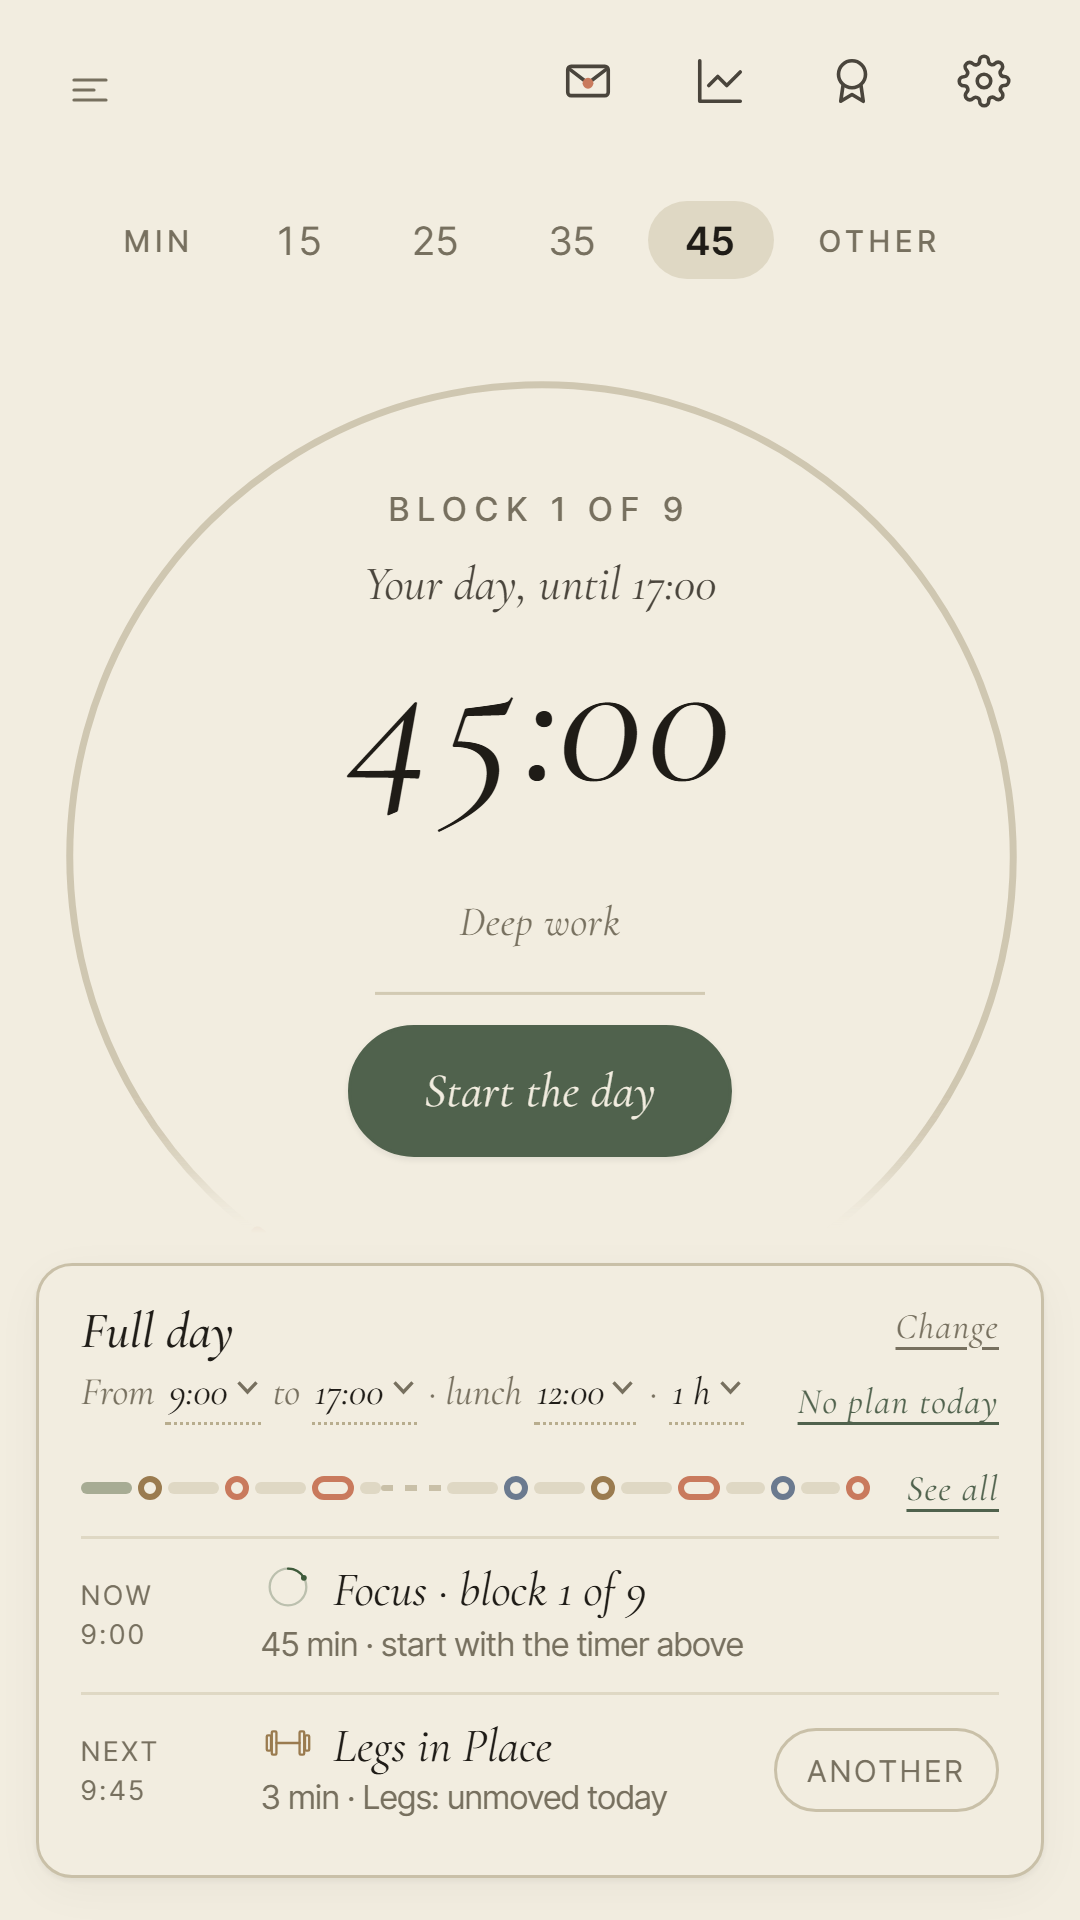 MIN 15 25 35 45 OTHER
BLOCK 1 OF 9
Your day, until 17:00
45:00
Deep work
Start the day
Full day Change
From 9:00 to 17:00 · lunch 12:00 · 1 h No plan today
See all
NOW Focus · block 1 of 9
9:00 45 min · start with the timer above
NEXT Legs in Place ANOTHER
9:45 3 min · Legs: unmoved today